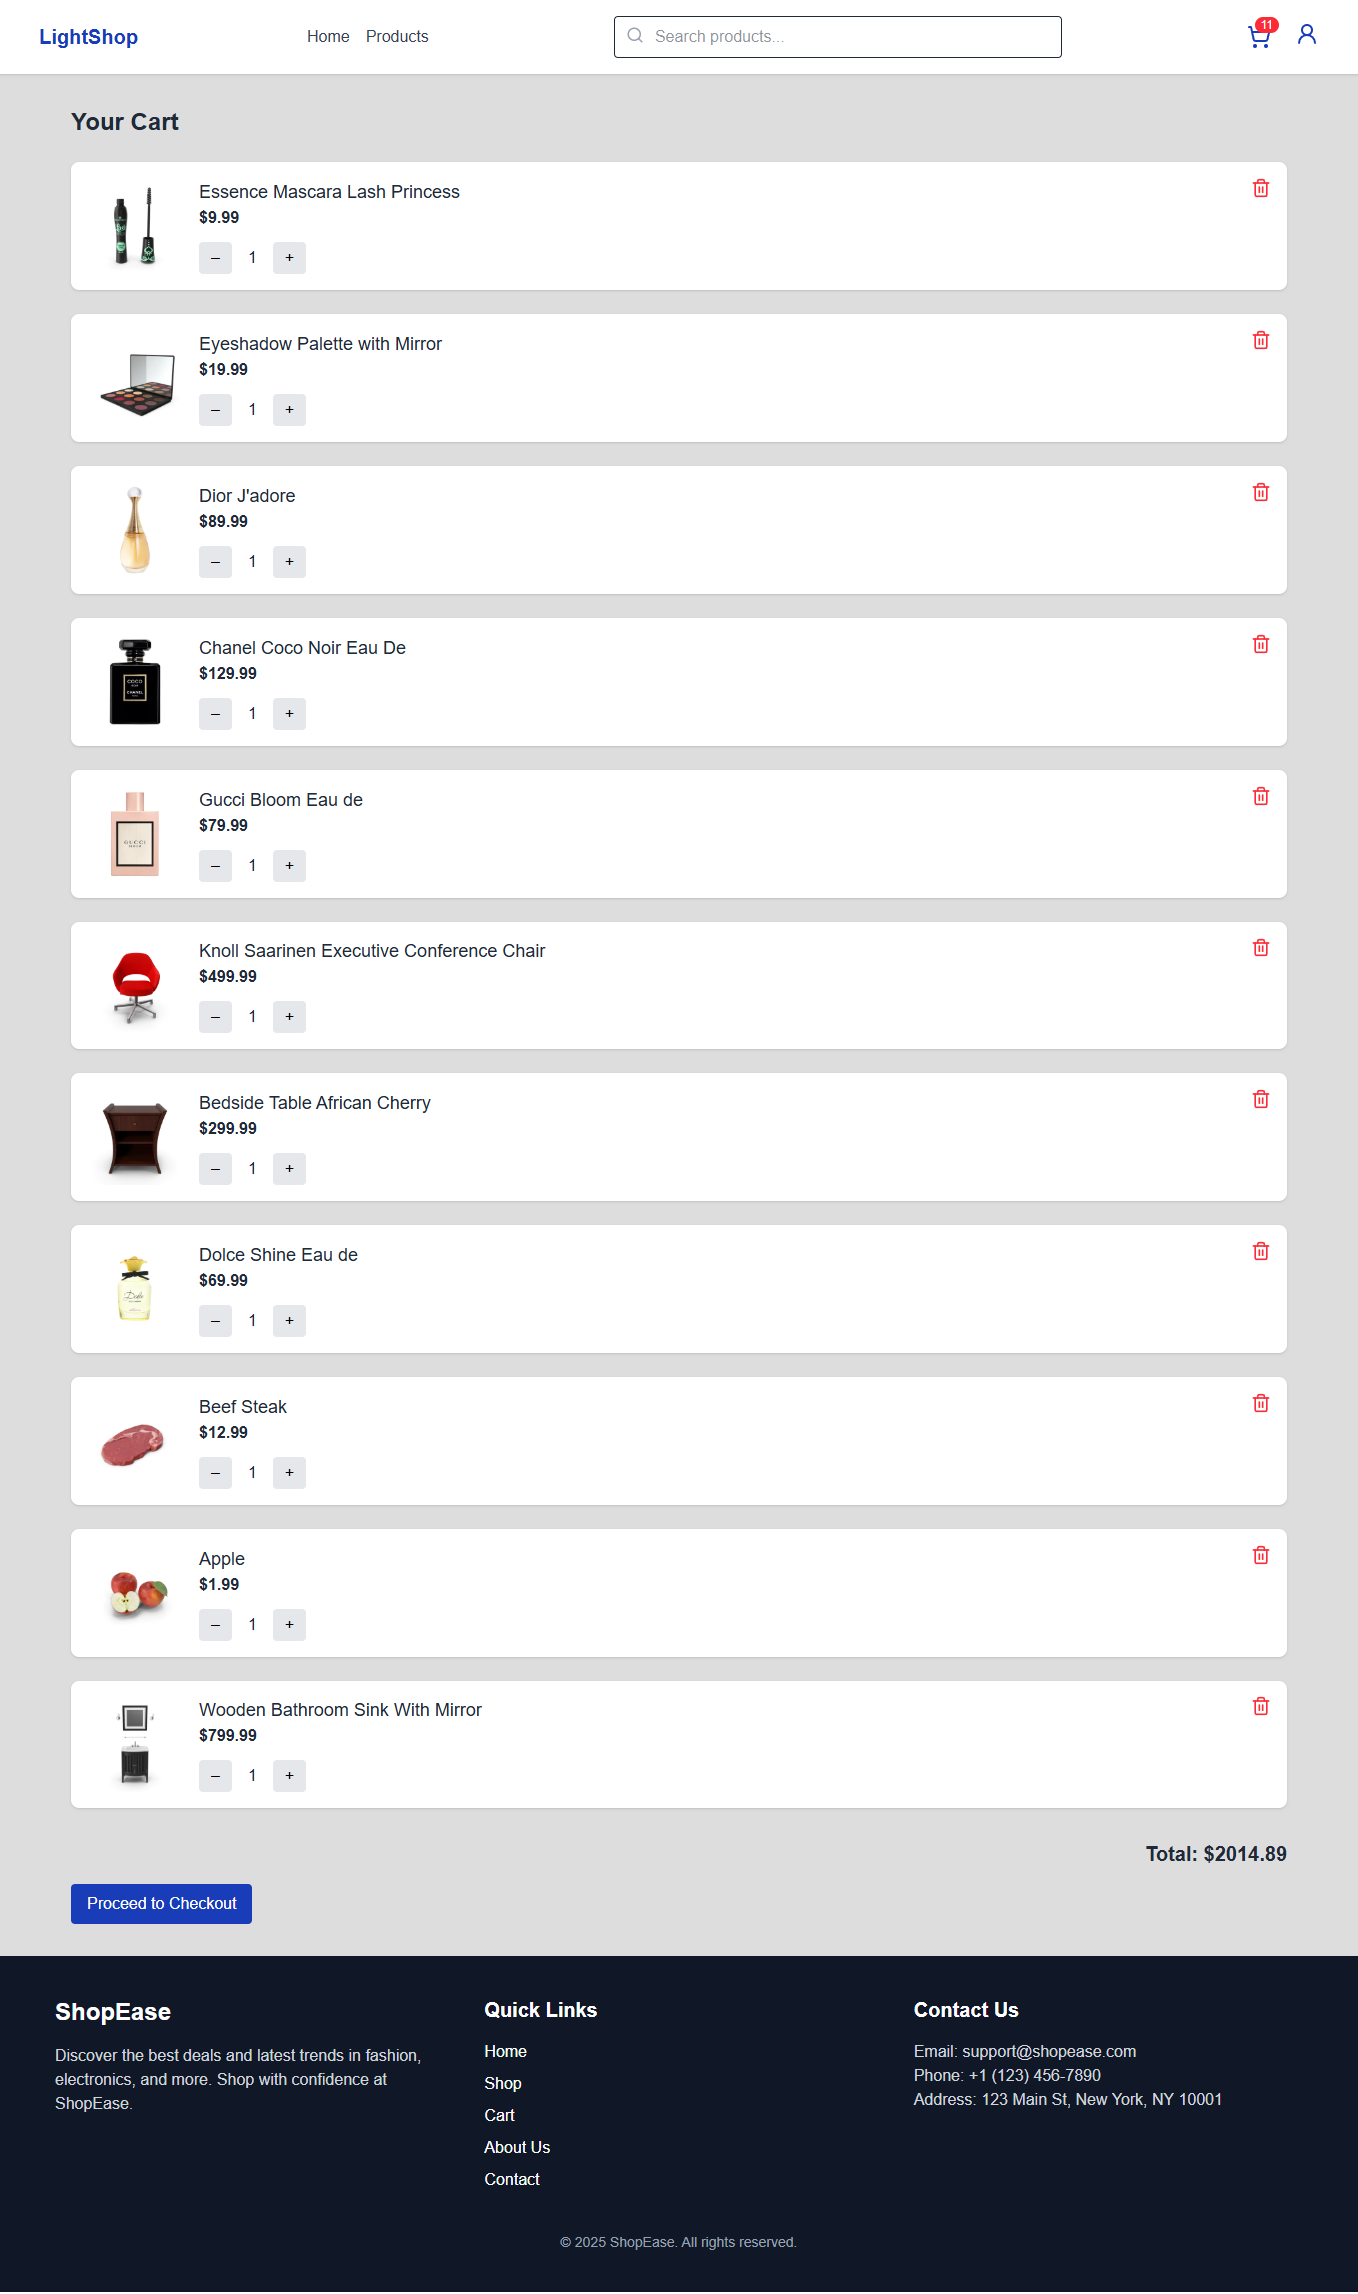 LightShop
Home
Products
Search products...
11
Your Cart
Essence Mascara Lash Princess
$9.99
– 1 +
Eyeshadow Palette with Mirror
$19.99
– 1 +
Dior J'adore
$89.99
– 1 +
Chanel Coco Noir Eau De
$129.99
– 1 +
COCO
NOIR
CHANEL
Gucci Bloom Eau de
$79.99
– 1 +
GUCCI
BLOOM
Knoll Saarinen Executive Conference Chair
$499.99
– 1 +
Bedside Table African Cherry
$299.99
– 1 +
Dolce Shine Eau de
$69.99
– 1 +
Dolce
Beef Steak
$12.99
– 1 +
Apple
$1.99
– 1 +
Wooden Bathroom Sink With Mirror
$799.99
– 1 +
Total: $2014.89
Proceed to Checkout
ShopEase
Discover the best deals and latest trends in fashion,
electronics, and more. Shop with confidence at
ShopEase.
Quick Links
Home
Shop
Cart
About Us
Contact
Contact Us
Email: support@shopease.com
Phone: +1 (123) 456-7890
Address: 123 Main St, New York, NY 10001
© 2025 ShopEase. All rights reserved.